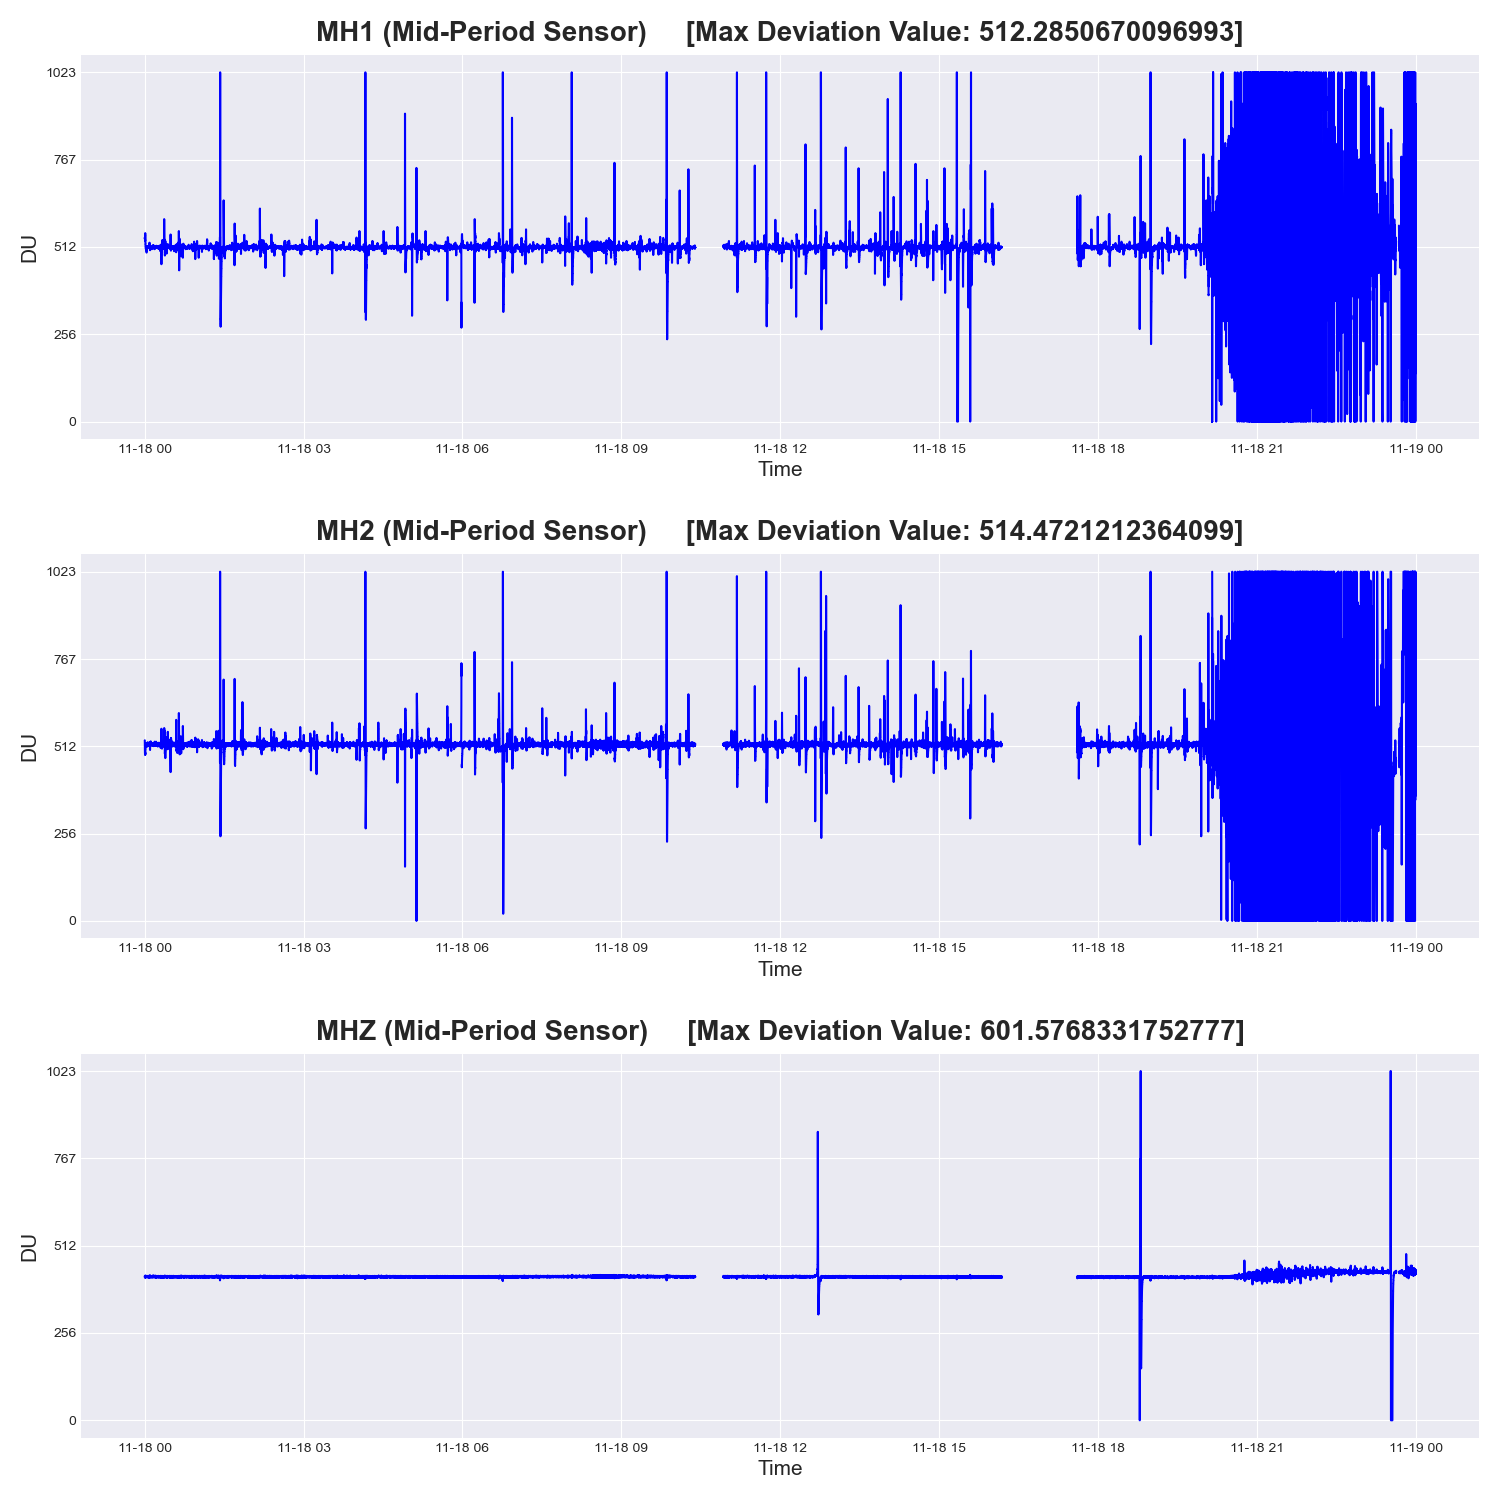 MH1 (Mid-Period Sensor) [Max Deviation Value: 512.2850670096993]
1023
767
512
256
0
DU
11-18 00 11-18 03 11-18 06 11-18 09 11-18 12 11-18 15 11-18 18 11-18 21 11-19 00
Time
MH2 (Mid-Period Sensor) [Max Deviation Value: 514.4721212364099]
1023
767
512
256
0
DU
11-18 00 11-18 03 11-18 06 11-18 09 11-18 12 11-18 15 11-18 18 11-18 21 11-19 00
Time
MHZ (Mid-Period Sensor) [Max Deviation Value: 601.5768331752777]
1023
767
512
256
0
DU
11-18 00 11-18 03 11-18 06 11-18 09 11-18 12 11-18 15 11-18 18 11-18 21 11-19 00
Time